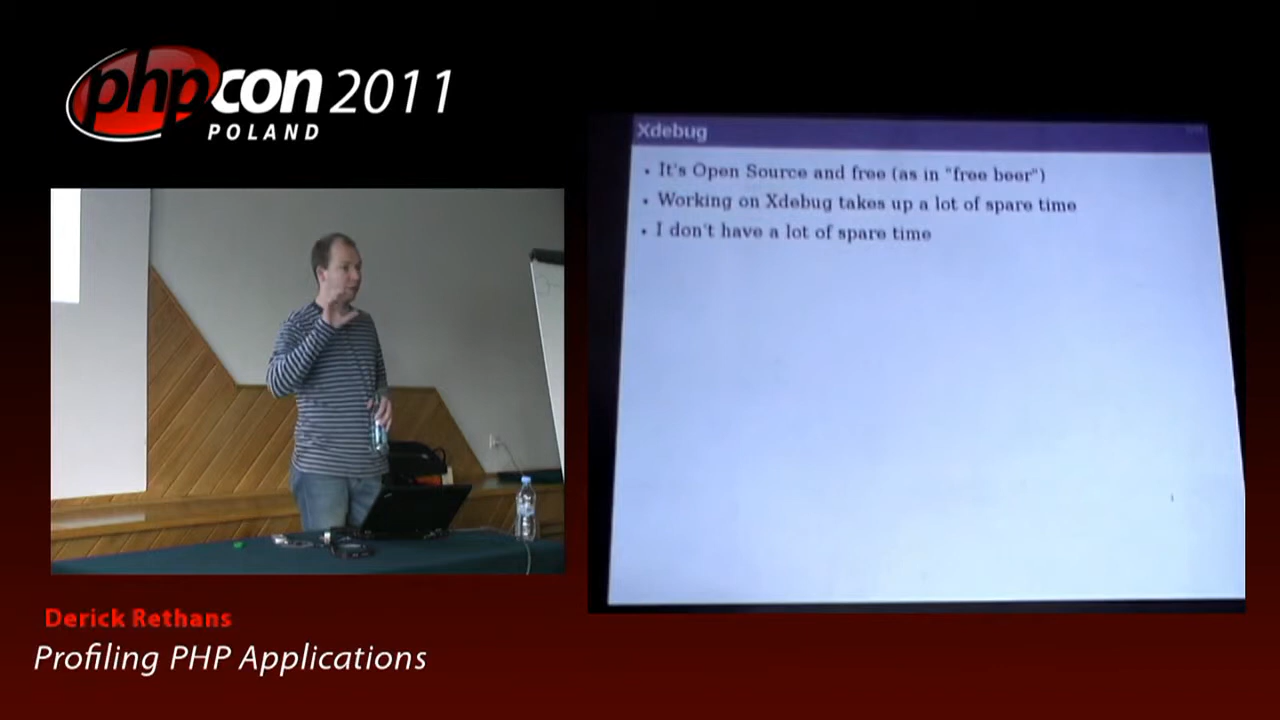 phpcon 2011
POLAND
Xdebug
• It's Open Source and free (as in "free beer")
• Working on Xdebug takes up a lot of spare time
• I don't have a lot of spare time
Derick Rethans
Profiling PHP Applications